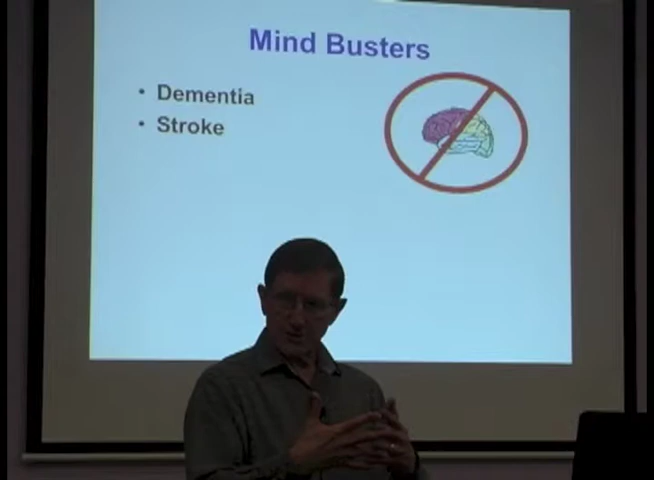 Mind Busters
• Dementia
• Stroke